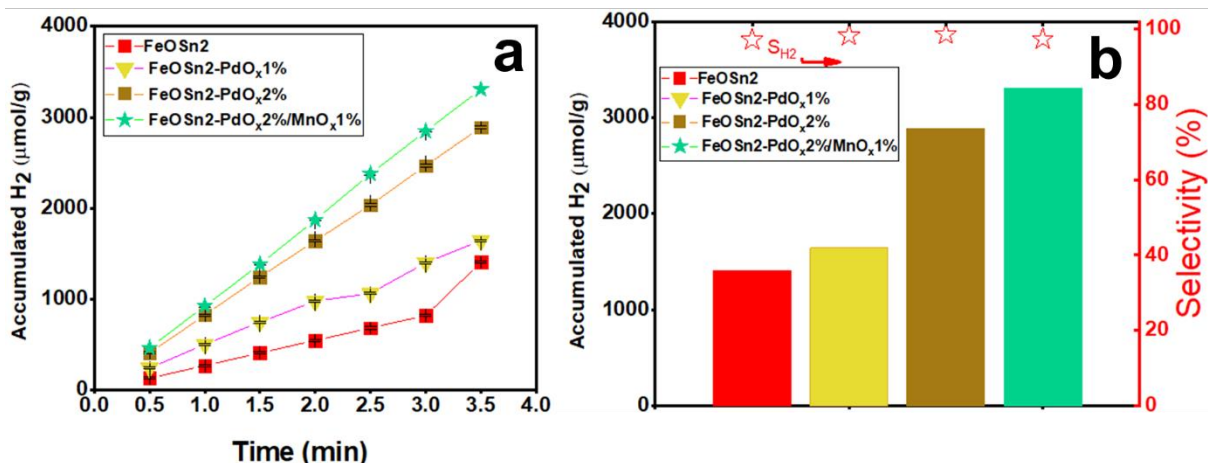 a
4000
3000
2000
1000
0
Accumulated H2 (μmol/g)
FeOSn2
FeOSn2-PdOx1%
FeOSn2-PdOx2%
FeOSn2-PdOx2%/MnOx1%
0.0 0.5 1.0 1.5 2.0 2.5 3.0 3.5 4.0
Time (min)
b
4000
3000
2000
1000
0
Accumulated H2 (μmol/g)
SH2
FeOSn2
FeOSn2-PdOx1%
FeOSn2-PdOx2%
FeOSn2-PdOx2%/MnOx1%
100
80
60
40
20
0
Selectivity (%)